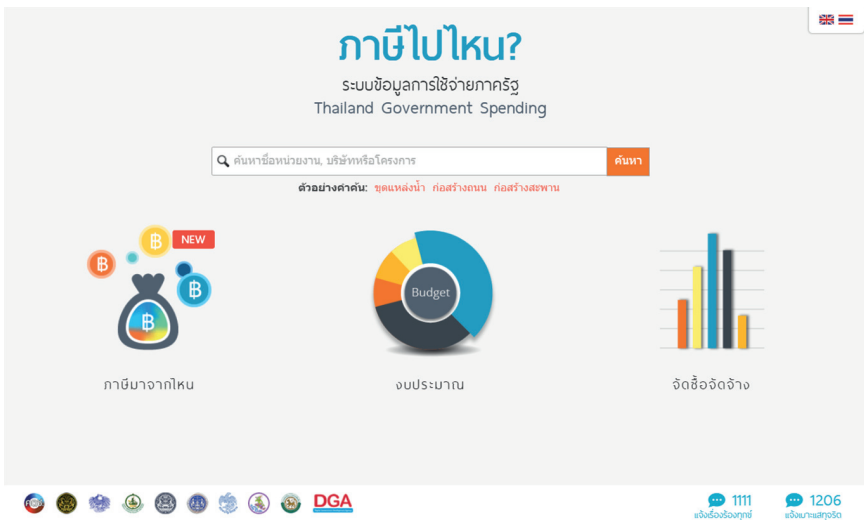 ภาษีไปไหน?
ระบบข้อมูลการใช้จ่ายภาครัฐ
Thailand Government Spending
ค้นหาชื่อหน่วยงาน, บริษัทหรือโครงการ
ค้นหา
ตัวอย่างคำค้น: ขุดแหล่งน้ำ ก่อสร้างถนน ก่อสร้างสะพาน
NEW
Budget
ภาษีมาจากไหน
งบประมาณ
จัดซื้อจัดจ้าง
DGA
1111
แจ้งเรื่องร้องทุกข์
1206
แจ้งเบาะแสทุจริต